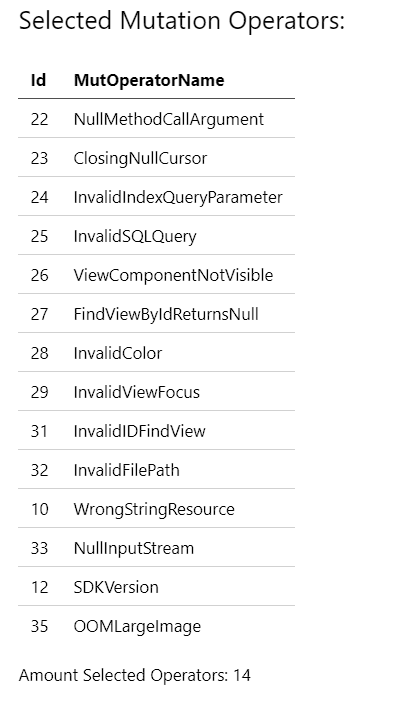 Selected Mutation Operators:
Id MutOperatorName
22 NullMethodCallArgument
23 ClosingNullCursor
24 InvalidIndexQueryParameter
25 InvalidSQLQuery
26 ViewComponentNotVisible
27 FindViewByIdReturnsNull
28 InvalidColor
29 InvalidViewFocus
31 InvalidIDFindView
32 InvalidFilePath
10 WrongStringResource
33 NullInputStream
12 SDKVersion
35 OOMLargeImage
Amount Selected Operators: 14